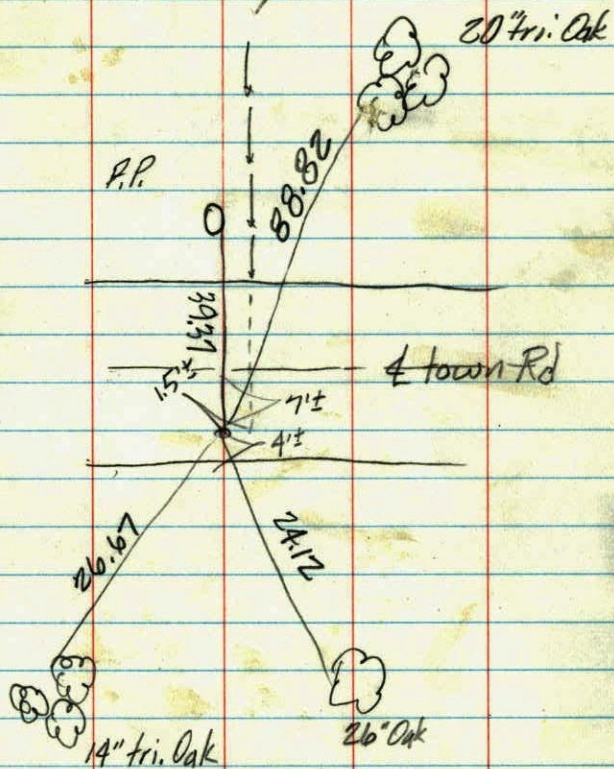 20" tri. Oak
P.P.
88.82
39.37
℄ town Rd
1.5'±
7'±
4'±
26.67
24.12
26" Oak
14" tri. Oak